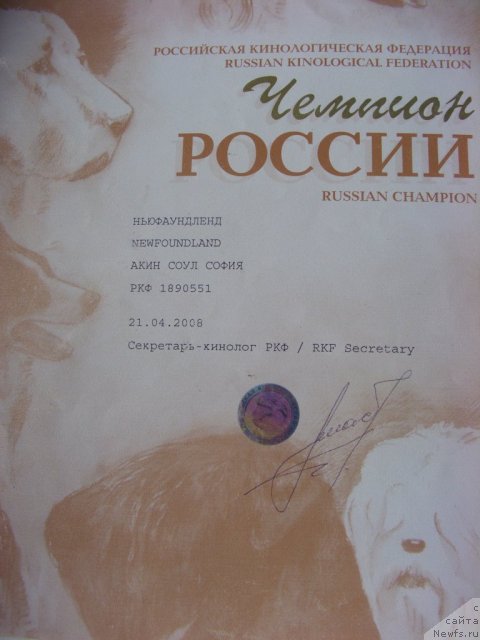 РОССИЙСКАЯ КИНОЛОГИЧЕСКАЯ ФЕДЕРАЦИЯ
RUSSIAN KINOLOGICAL FEDERATION
Чемпион
РОССИИ
RUSSIAN CHAMPION
НЬЮФАУНДЛЕНД
NEWFOUNDLAND
АКИН СОУЛ СОФИЯ
РКФ 1890551
21.04.2008
Секретарь-кинолог РКФ / RKF Secretary
с
сайта
Newfs.ru